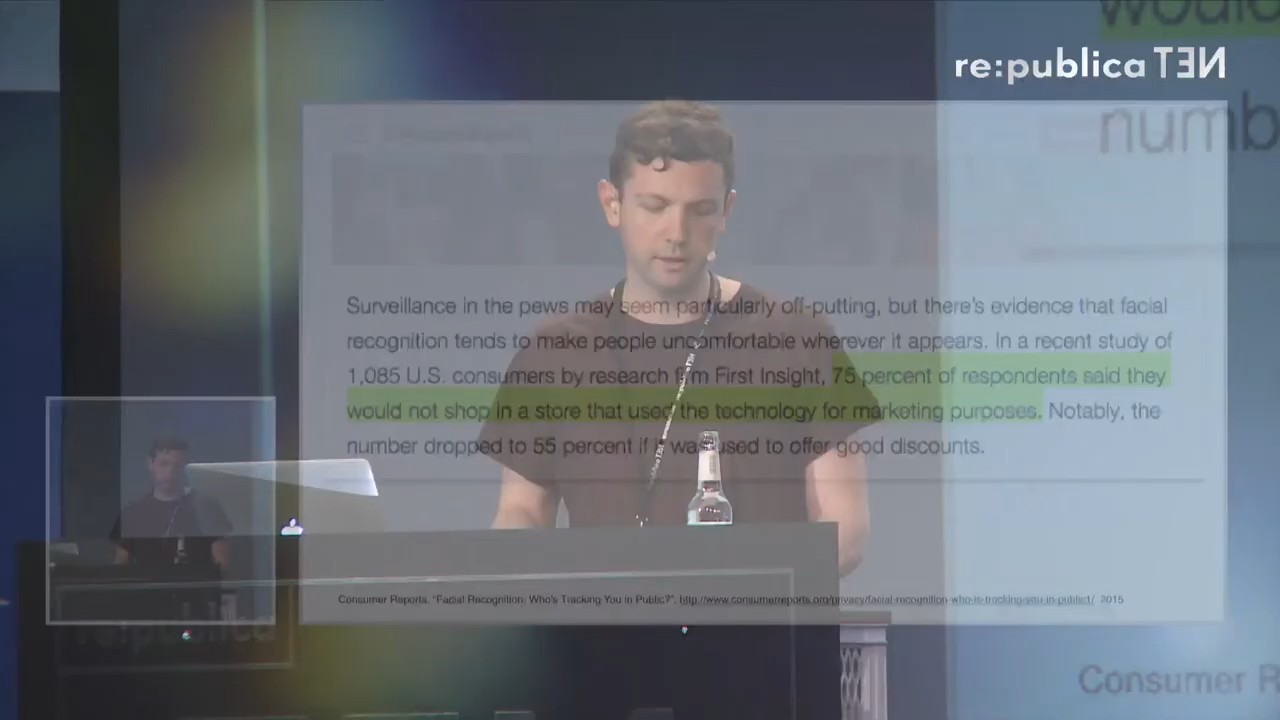 would
re:publica TEN
numb
Surveillance in the pews may seem particularly off-putting, but there's evidence that facial
recognition tends to make people uncomfortable wherever it appears. In a recent study of
1,085 U.S. consumers by research firm First Insight, 75 percent of respondents said they
would not shop in a store that used the technology for marketing purposes. Notably, the
number dropped to 55 percent if it was used to offer good discounts.
Consumer Reports. "Facial Recognition: Who's Tracking You in Public?". http://www.consumerreports.org/privacy/facial-recognition-who-is-tracking-you-in-public1/ 2015
re:publica
Consumer R